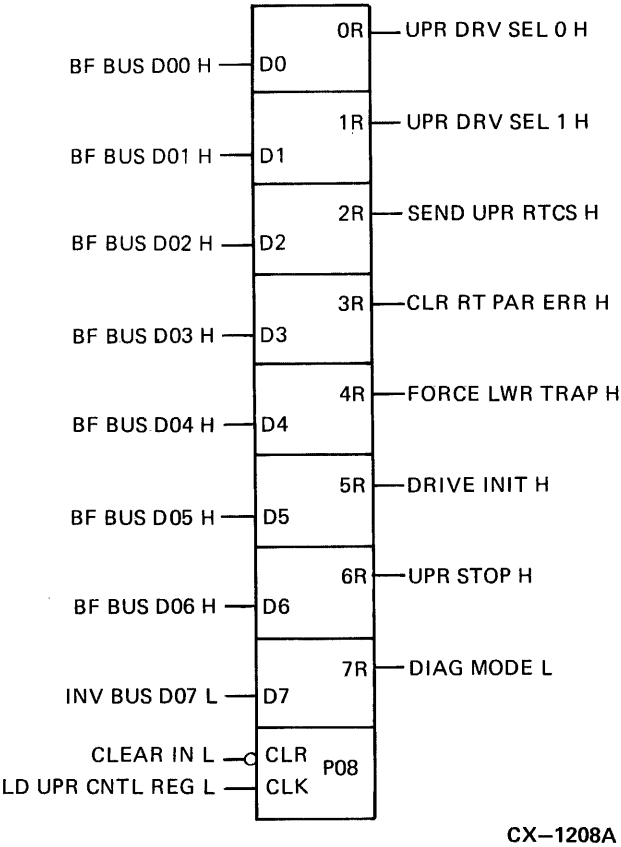 0R UPR DRV SEL 0 H
BF BUS D00 H D0
1R UPR DRV SEL 1 H
BF BUS D01 H D1
2R SEND UPR RTCS H
BF BUS D02 H D2
3R CLR RT PAR ERR H
BF BUS D03 H D3
4R FORCE LWR TRAP H
BF BUS D04 H D4
5R DRIVE INIT H
BF BUS D05 H D5
6R UPR STOP H
BF BUS D06 H D6
7R DIAG MODE L
INV BUS D07 L D7
CLEAR IN L CLR
P08
LD UPR CNTL REG L CLK
CX–1208A